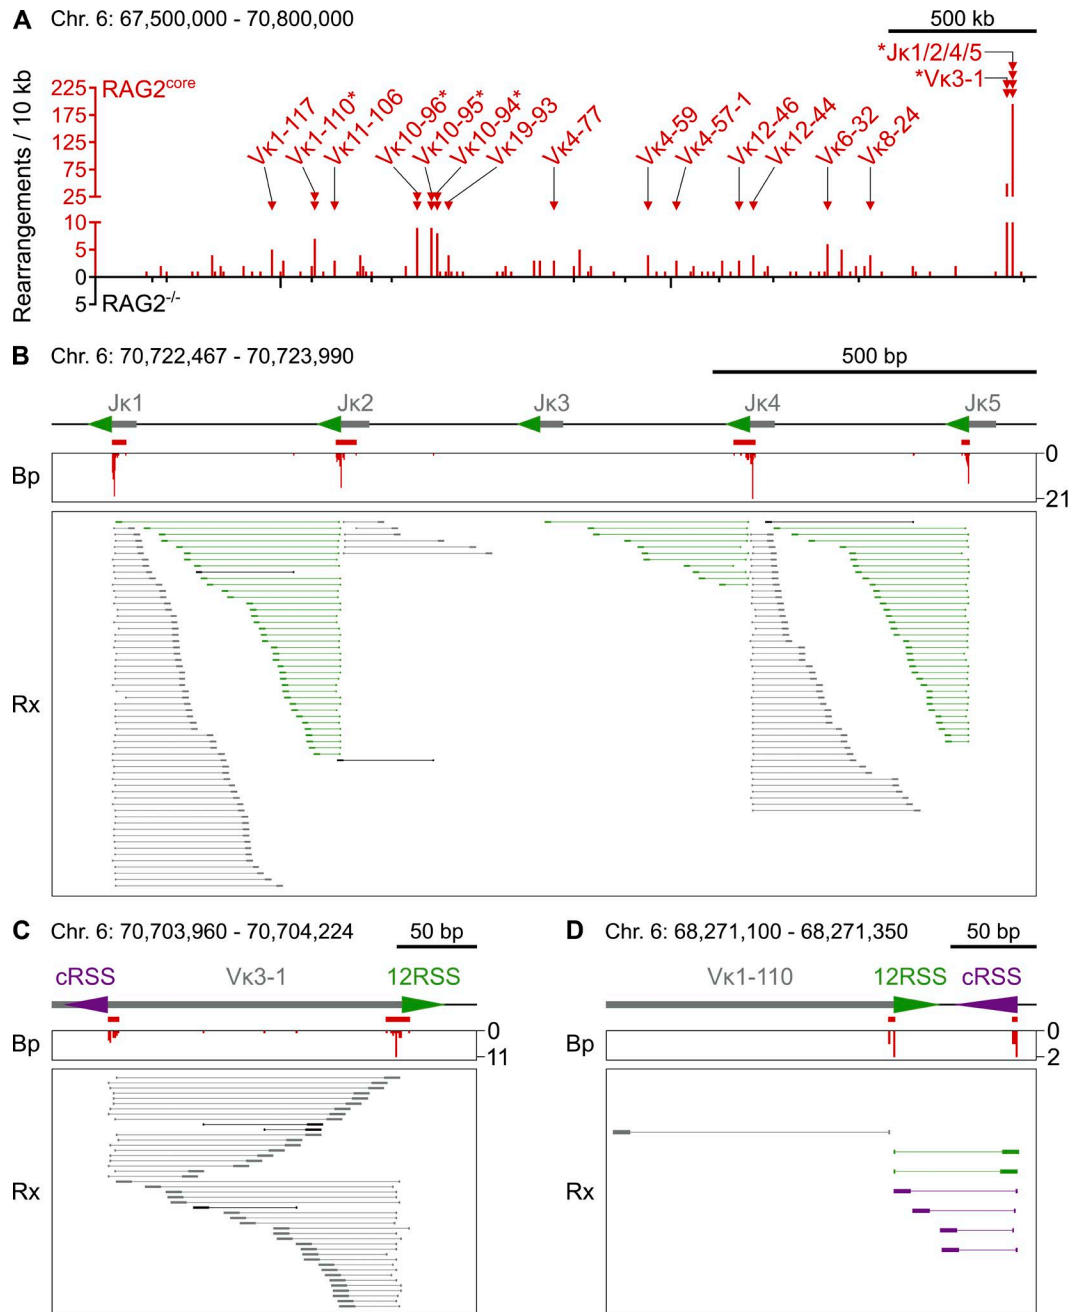 A Chr. 6: 67,500,000 - 70,800,000
500 kb
*Jκ1/2/4/5
*Vκ3-1
Rearrangements / 10 kb
225
175
125
75
25
10
5
0
5
RAG2core
RAG2-/-
Vκ1-117
Vκ1-110*
Vκ11-106
Vκ10-96*
Vκ10-95*
Vκ10-94*
Vκ19-93
Vκ4-77
Vκ4-59
Vκ4-57-1
Vκ12-46
Vκ12-44
Vκ6-32
Vκ8-24
B Chr. 6: 70,722,467 - 70,723,990
500 bp
Jκ1 Jκ2 Jκ3 Jκ4 Jκ5
Bp
0
21
Rx
C Chr. 6: 70,703,960 - 70,704,224
50 bp
cRSS Vκ3-1 12RSS
Bp
0
11
Rx
D Chr. 6: 68,271,100 - 68,271,350
50 bp
Vκ1-110 12RSS cRSS
Bp
0
2
Rx